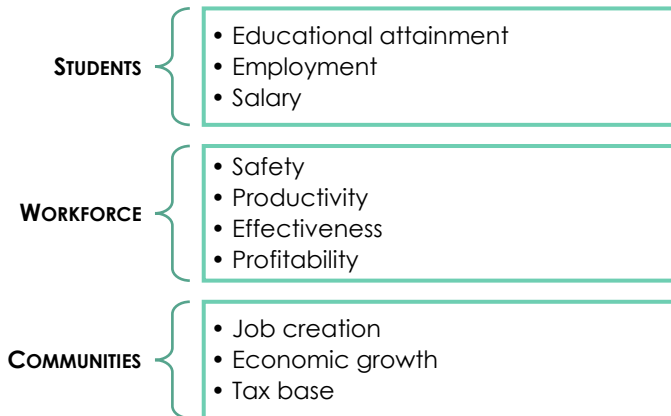 STUDENTS
• Educational attainment
• Employment
• Salary
WORKFORCE
• Safety
• Productivity
• Effectiveness
• Profitability
COMMUNITIES
• Job creation
• Economic growth
• Tax base